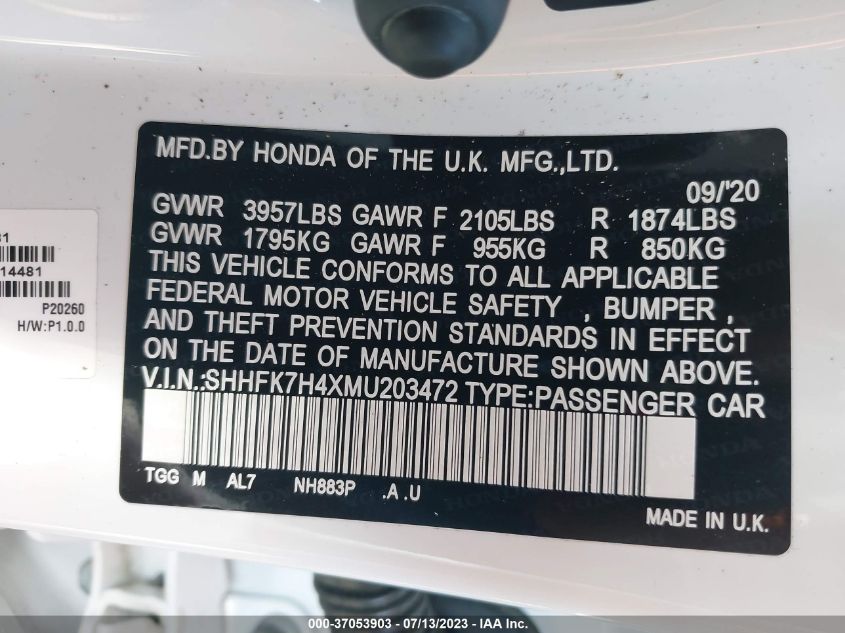 MFD.BY HONDA OF THE U.K. MFG.,LTD.
09/'20
GVWR 3957LBS GAWR F 2105LBS R 1874LBS
GVWR 1795KG GAWR F 955KG R 850KG
THIS VEHICLE CONFORMS TO ALL APPLICABLE
FEDERAL MOTOR VEHICLE SAFETY , BUMPER ,
AND THEFT PREVENTION STANDARDS IN EFFECT
ON THE DATE OF MANUFACTURE SHOWN ABOVE.
V.I.N.:SHHFK7H4XMU203472 TYPE:PASSENGER CAR
TGG M AL7 NH883P .A .U
MADE IN U.K.
14481
P20260
H/W:P1.0.0
000-37053903 - 07/13/2023 - IAA Inc.